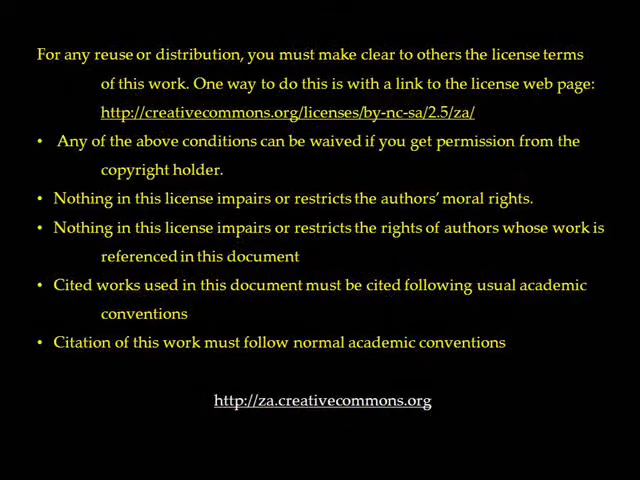 For any reuse or distribution, you must make clear to others the license terms
of this work. One way to do this is with a link to the license web page:
http://creativecommons.org/licenses/by-nc-sa/2.5/za/
• Any of the above conditions can be waived if you get permission from the
copyright holder.
• Nothing in this license impairs or restricts the authors’ moral rights.
• Nothing in this license impairs or restricts the rights of authors whose work is
referenced in this document
• Cited works used in this document must be cited following usual academic
conventions
• Citation of this work must follow normal academic conventions
http://za.creativecommons.org